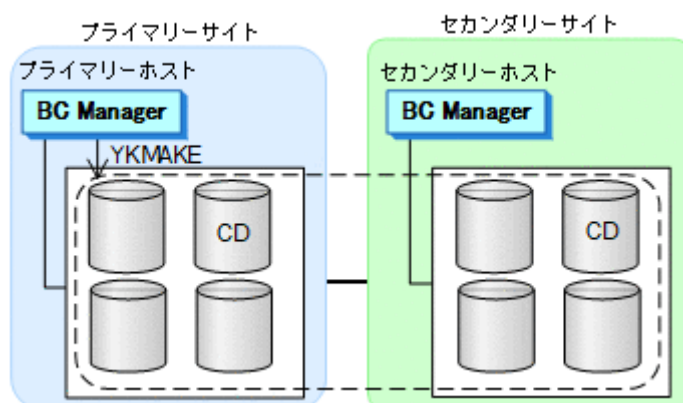 プライマリーサイト
セカンダリーサイト
プライマリーホスト
セカンダリーホスト
BC Manager
BC Manager
YKMAKE
CD
CD